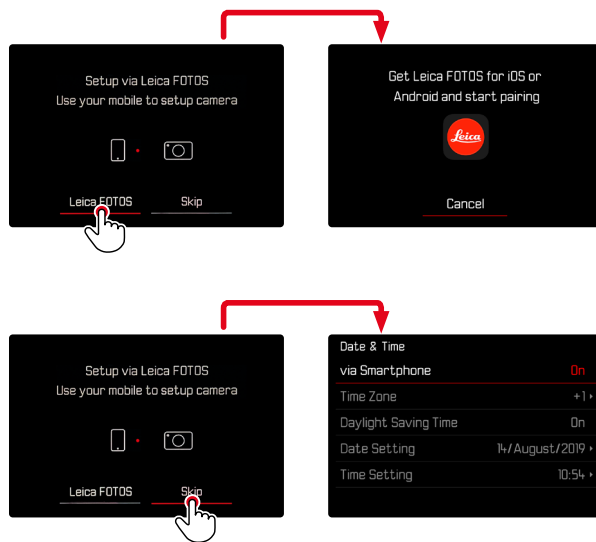 Setup via Leica FOTOS
Use your mobile to setup camera
Leica FOTOS Skip
Get Leica FOTOS for iOS or
Android and start pairing
Leica
Cancel
Setup via Leica FOTOS
Use your mobile to setup camera
Leica FOTOS Skip
Date & Time
via Smartphone On
Time Zone +1
Daylight Saving Time On
Date Setting 14/August/2019
Time Setting 10:54